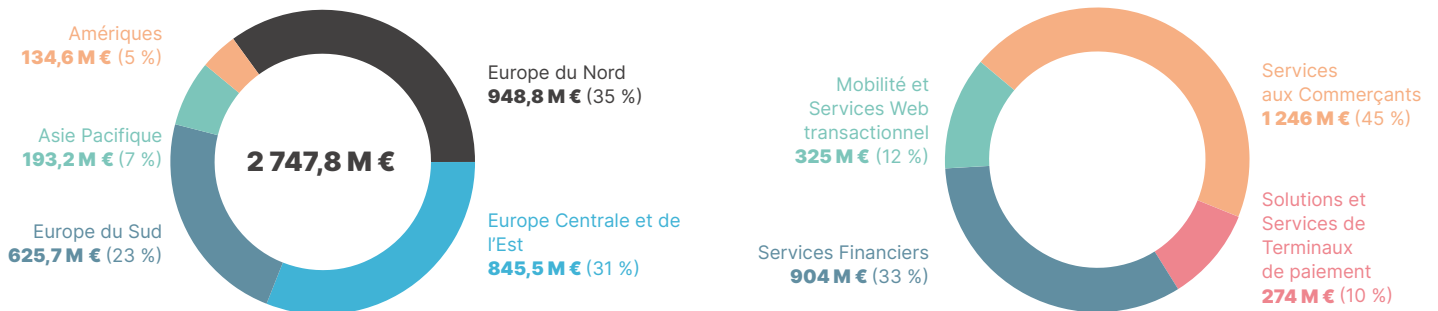 Amériques
134,6 M € (5 %)
Asie Pacifique
193,2 M € (7 %)
Europe du Sud
625,7 M € (23 %)
2 747,8 M €
Europe du Nord
948,8 M € (35 %)
Europe Centrale et de
l'Est
845,5 M € (31 %)
Mobilité et
Services Web
transactionnel
325 M € (12 %)
Services Financiers
904 M € (33 %)
Services
aux Commerçants
1 246 M € (45 %)
Solutions et
Services de
Terminaux
de paiement
274 M € (10 %)